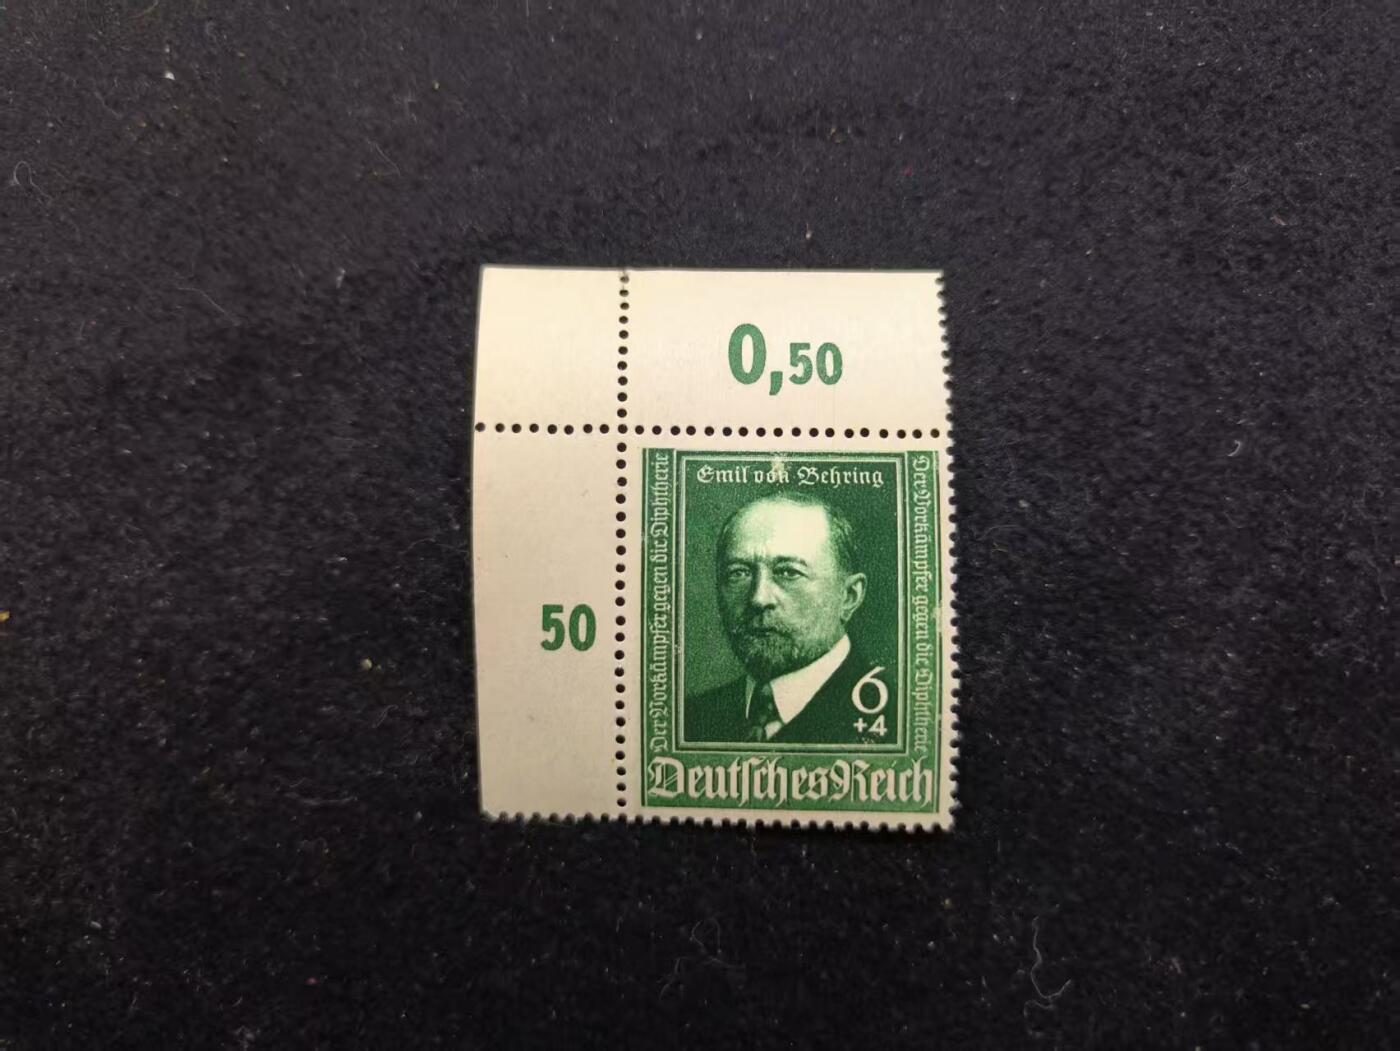 0,50
50
Emil von Behring
Der Vorkämpfer gegen die Diphtherie
Der Vorkämpfer gegen die Diphtherie
6
+4
Deutsches Reich